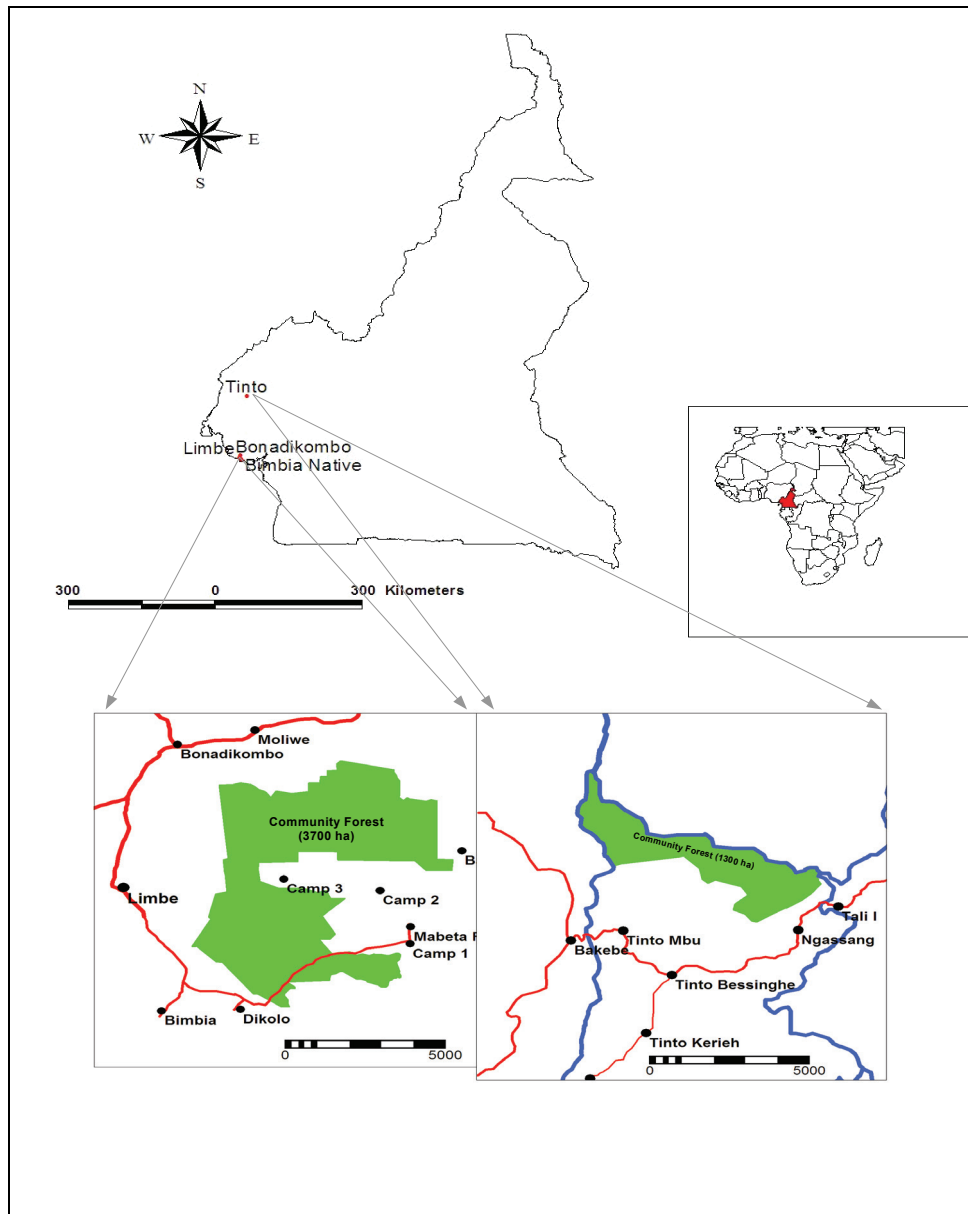 N
W E
S
Tinto
Limbe Bonadikombo
Bimbia Native
300 0 300 Kilometers
Moliwe
Bonadikombo
Community Forest
(3700 ha)
B
Camp 3
Camp 2
Limbe
Mabeta
Camp 1
Bimbia
Dikolo
0 5000
Community Forest (1300 ha)
Tali I
Ngassang
Tinto Mbu
Bakebe
Tinto Bessinghe
Tinto Kerieh
0 5000